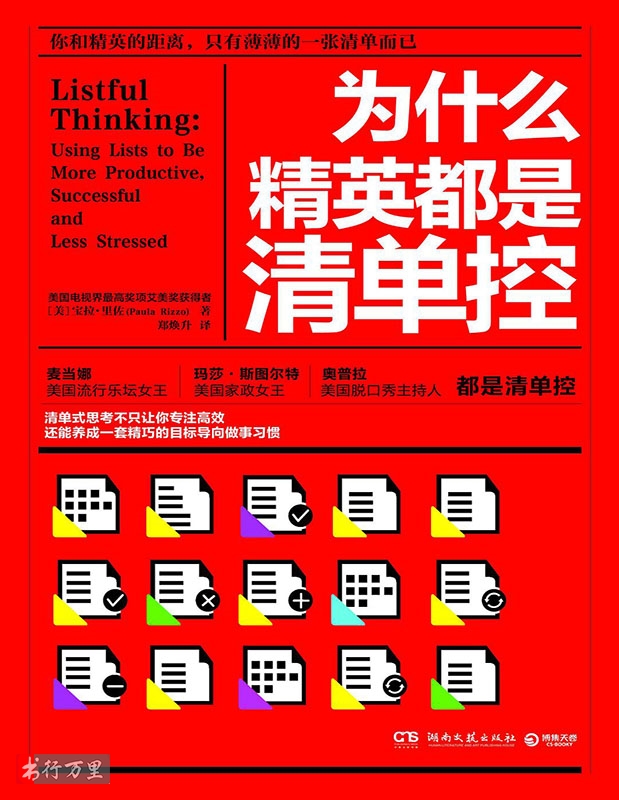 你和精英的距离，只有薄薄的一张清单而已
Listful
Thinking:
Using Lists to Be
More Productive,
Successful
and
Less Stressed
为什么
精英都是
清单控
美国电视界最高奖项艾美奖获得者
［美］宝拉·里佐(Paula Rizzo) 著
郑焕升 译
麦当娜
美国流行乐坛女王
玛莎·斯图尔特
美国家政女王
奥普拉
美国脱口秀主持人
都是清单控
清单式思考不只让你专注高效
还能养成一套精巧的目标导向做事习惯
湖南文艺出版社
HUNAN LITERATURE AND ART PUBLISHING HOUSE
博集天卷
CS-BOOKY
书行万里